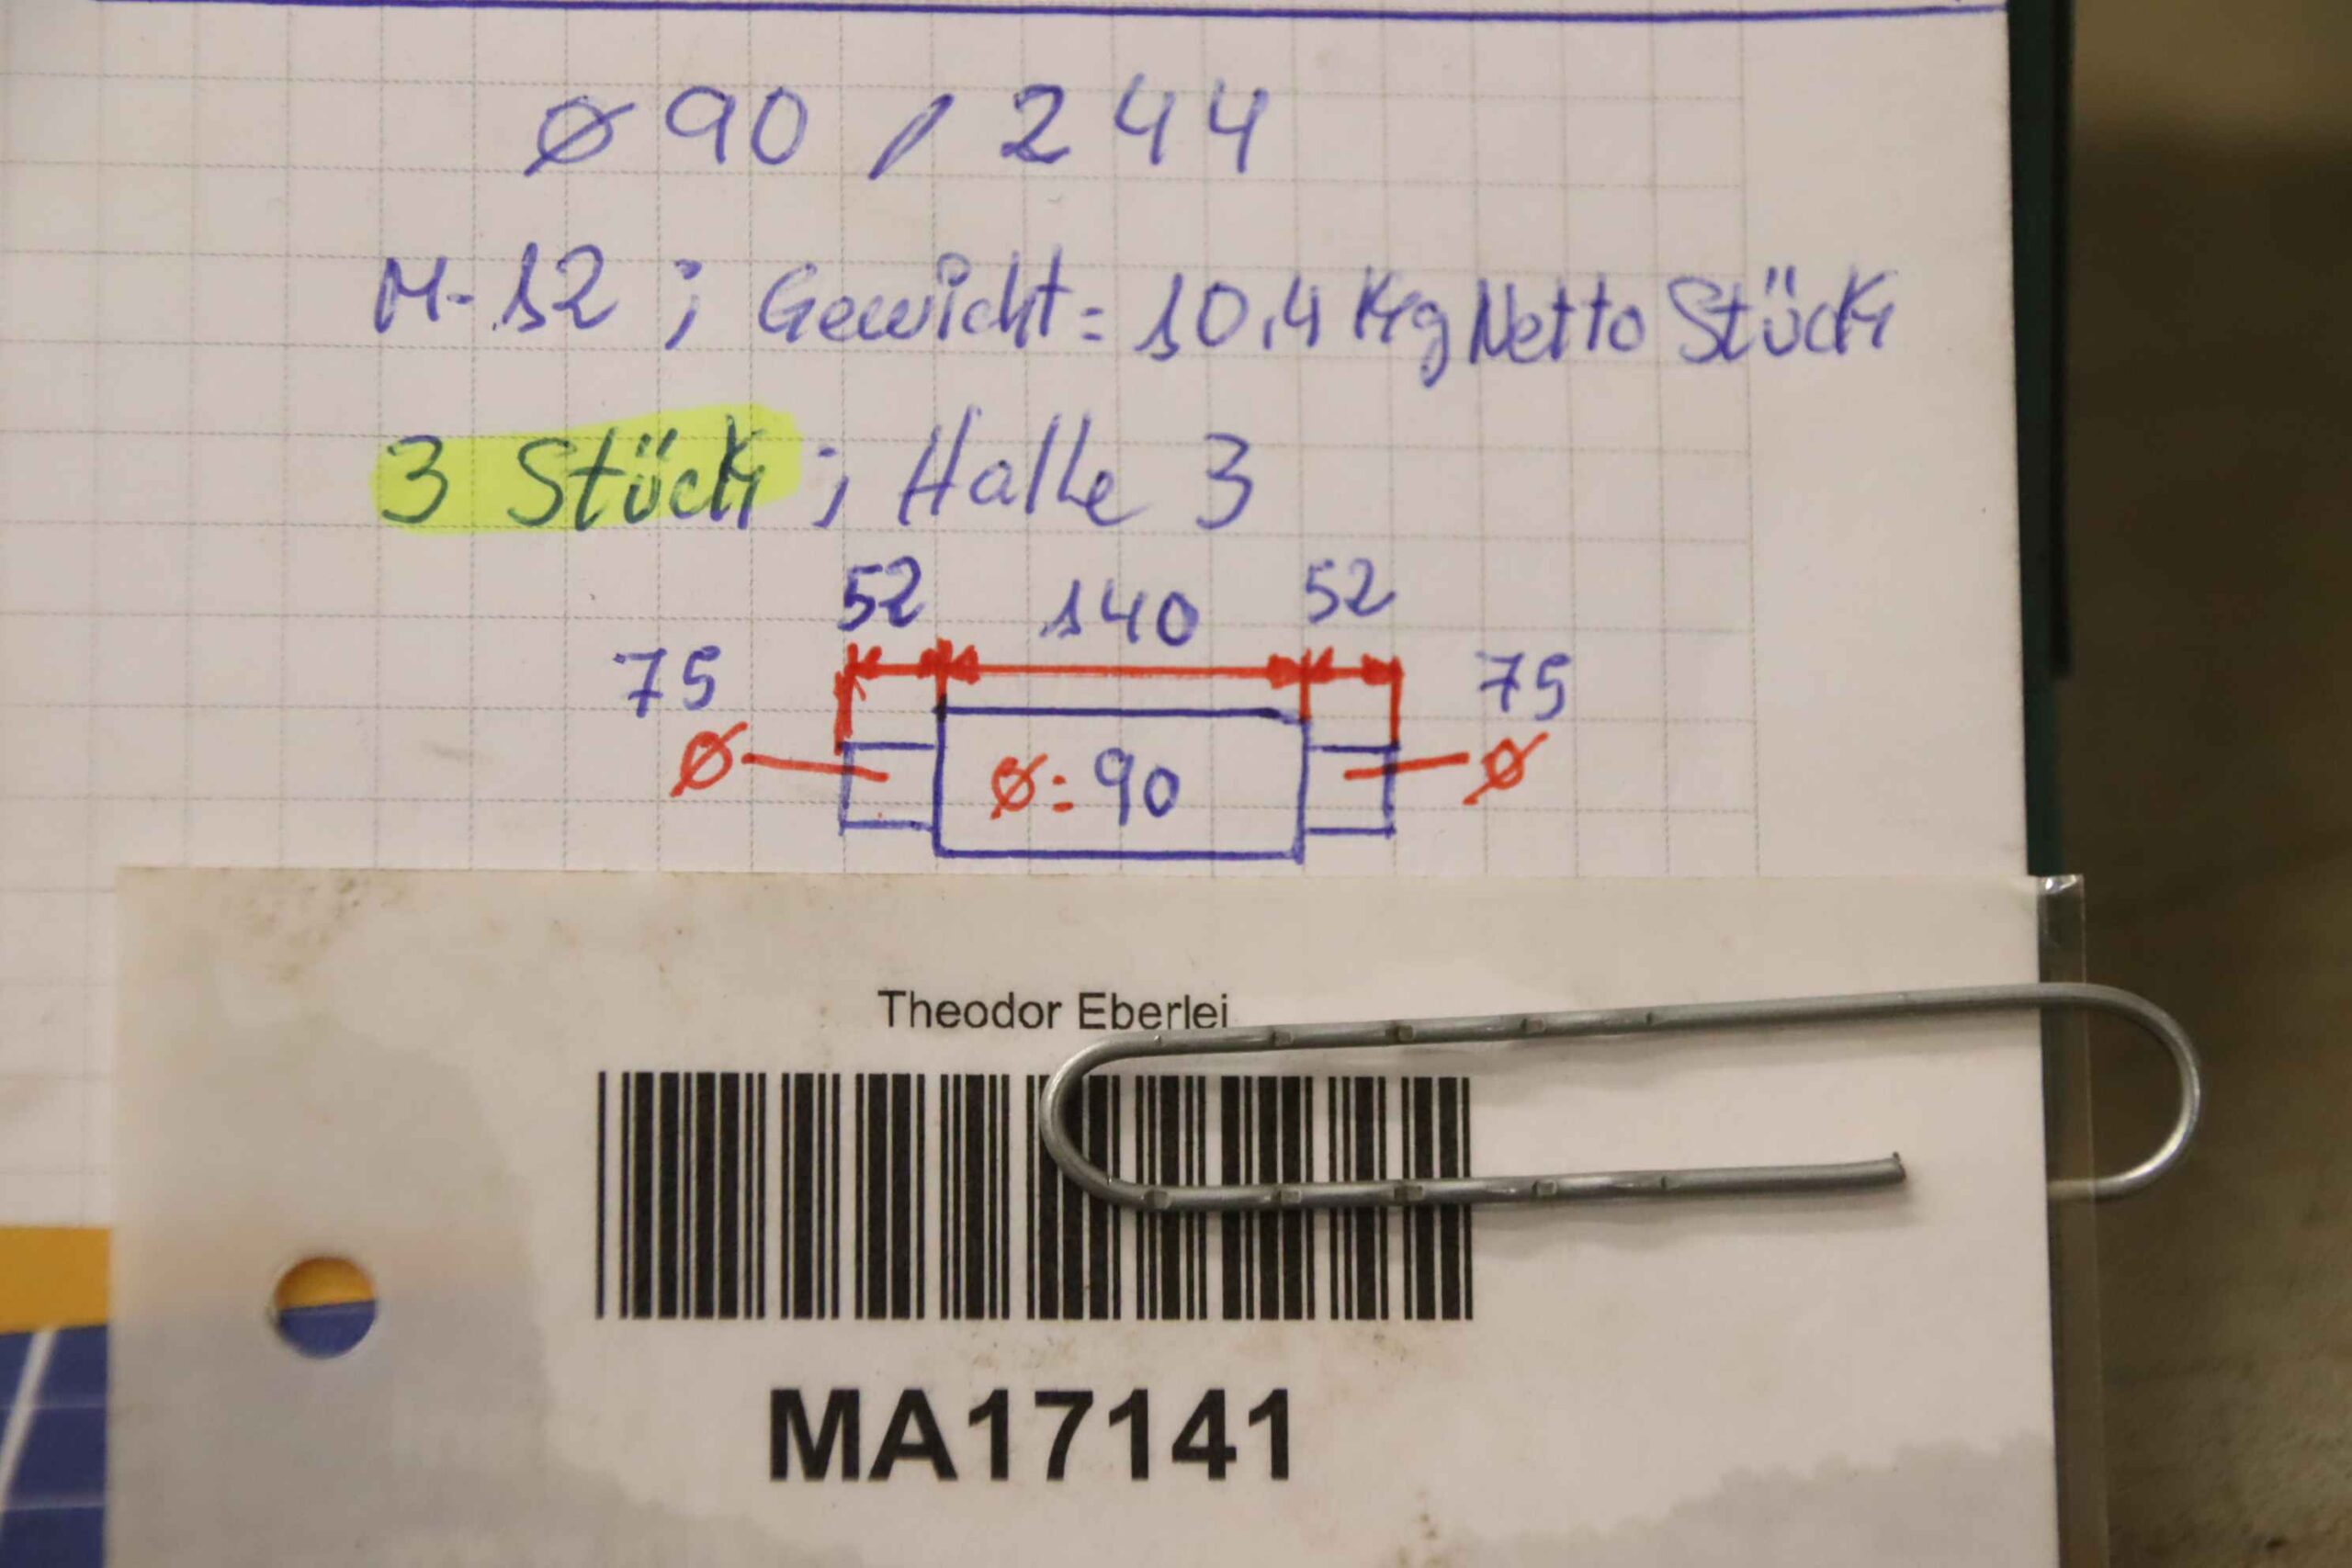 ø 90 / 244
M-12 ; Gewicht = 10,4 Kg Netto Stück
3 Stück ; Halle 3
52 140 52
75 75
ø ø: 90 ø
Theodor Eberlei
MA17141